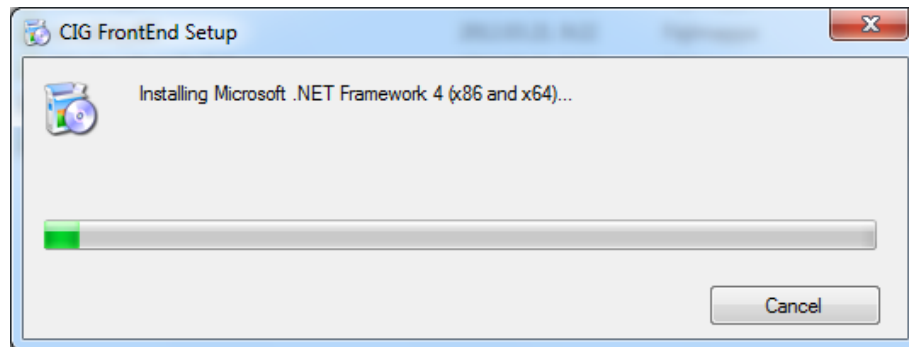 CIG FrontEnd Setup
Installing Microsoft .NET Framework 4 (x86 and x64)...
Cancel